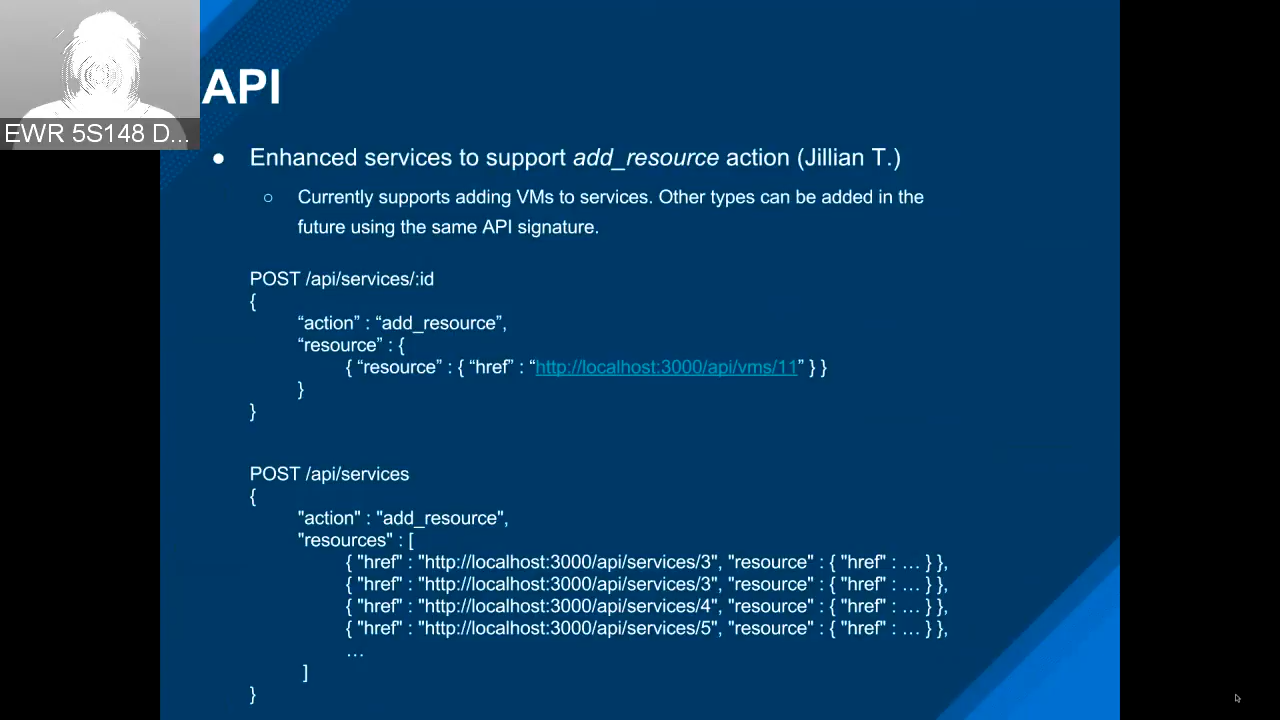 API
EWR 5S148 D...
● Enhanced services to support add_resource action (Jillian T.)
○ Currently supports adding VMs to services. Other types can be added in the
future using the same API signature.
POST /api/services/:id
{
“action” : “add_resource”,
“resource” : {
{ “resource” : { “href” : “http://localhost:3000/api/vms/11” } }
}
}
POST /api/services
{
"action" : "add_resource",
"resources" : [
{ "href" : "http://localhost:3000/api/services/3", "resource" : { "href" : … } },
{ "href" : "http://localhost:3000/api/services/3", "resource" : { "href" : … } },
{ "href" : "http://localhost:3000/api/services/4", "resource" : { "href" : … } },
{ "href" : "http://localhost:3000/api/services/5", "resource" : { "href" : … } },
…
]
}